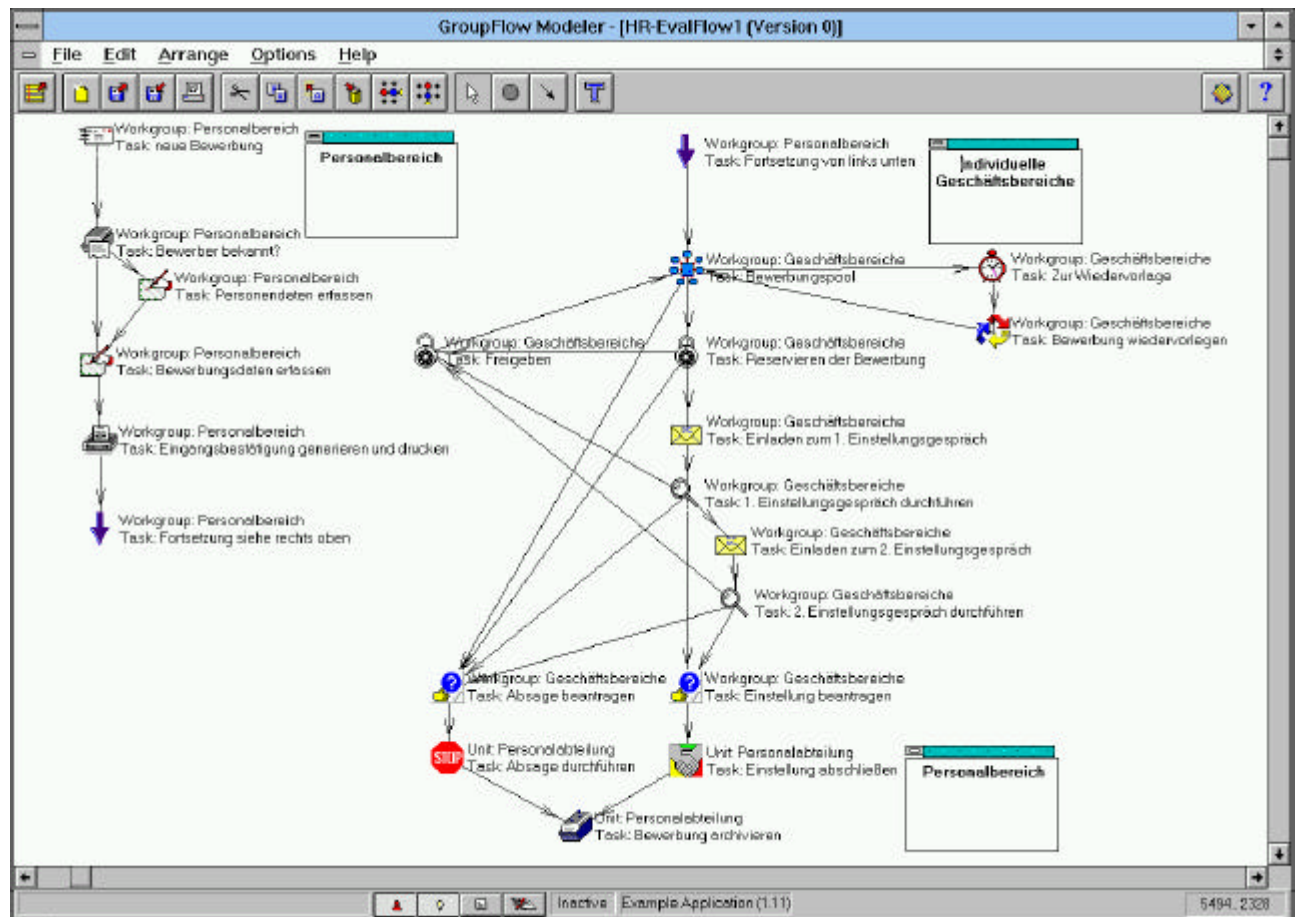 GroupFlow Modeler - [HR-EvalFlow1 (Version 0)]
File Edit Arrange Options Help
Workgroup: Personalbereich
Task: neue Bewerbung
Personalbereich
Workgroup: Personalbereich
Task: Bewerber bekannt?
Workgroup: Personalbereich
Task: Personendaten erfassen
Workgroup: Personalbereich
Task: Bewerbungsdaten erfassen
Workgroup: Personalbereich
Task: Eingangsbestätigung generieren und drucken
Workgroup: Personalbereich
Task: Fortsetzung siehe rechts oben
Workgroup: Personalbereich
Task: Fortsetzung von links unten
Individuelle
Geschäftsbereiche
Workgroup: Geschäftsbereiche
Task: Bewerbungspool
Workgroup: Geschäftsbereiche
Task: Zur Wiedervorlage
Workgroup: Geschäftsbereiche
Task: Bewerbung wiedervorlegen
Workgroup: Geschäftsbereiche
Task: Freigeben
Workgroup: Geschäftsbereiche
Task: Reservieren der Bewerbung
Workgroup: Geschäftsbereiche
Task: Einladen zum 1. Einstellungsgespräch
Workgroup: Geschäftsbereiche
Task: 1. Einstellungsgespräch durchführen
Workgroup: Geschäftsbereiche
Task: Einladen zum 2. Einstellungsgespräch
Workgroup: Geschäftsbereiche
Task: 2. Einstellungsgespräch durchführen
Workgroup: Geschäftsbereiche
Task: Absage beantragen
Workgroup: Geschäftsbereiche
Task: Einstellung beantragen
STOP
Unit: Personalabteilung
Task: Absage durchführen
Unit: Personalabteilung
Task: Einstellung abschließen
Personalbereich
Unit: Personalabteilung
Task: Bewerbung archivieren
Inactive
Example Application (1.11)
5494, 2328